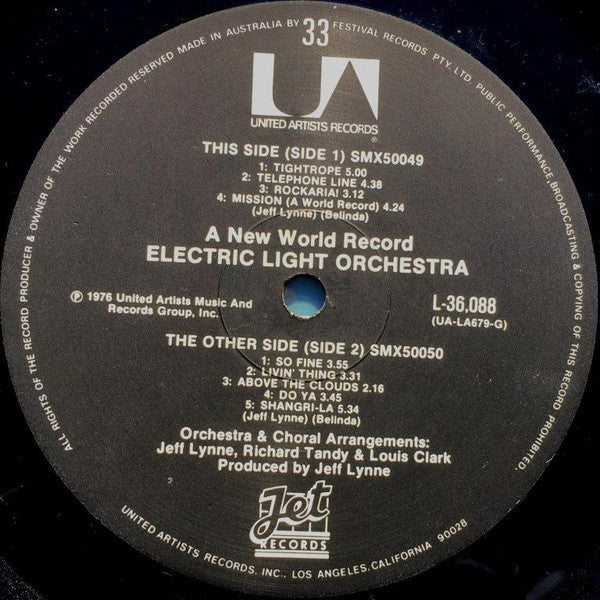 ALL RIGHTS OF THE RECORD PRODUCER & OWNER OF THE WORK RECORDED RESERVED MADE IN AUSTRALIA BY FESTIVAL RECORDS PTY. LTD. PUBLIC PERFORMANCE, BROADCASTING & COPYING OF THIS RECORD PROHIBITED.
33
UA
UNITED ARTISTS RECORDS ®
THIS SIDE (SIDE 1) SMX50049
1: TIGHTROPE 5.00
2: TELEPHONE LINE 4.38
3: ROCKARIA! 3.12
4: MISSION (A World Record) 4.24
(Jeff Lynne) (Belinda)
A New World Record
ELECTRIC LIGHT ORCHESTRA
℗ 1976 United Artists Music And
Records Group, Inc.
L-36,088
(UA-LA679-G)
THE OTHER SIDE (SIDE 2) SMX50050
1: SO FINE 3.55
2: LIVIN' THING 3.31
3: ABOVE THE CLOUDS 2.16
4: DO YA 3.45
5: SHANGRI-LA 5.34
(Jeff Lynne) (Belinda)
Orchestra & Choral Arrangements:
Jeff Lynne, Richard Tandy & Louis Clark
Produced by Jeff Lynne
Jet
RECORDS
UNITED ARTISTS RECORDS, INC., LOS ANGELES, CALIFORNIA 90028